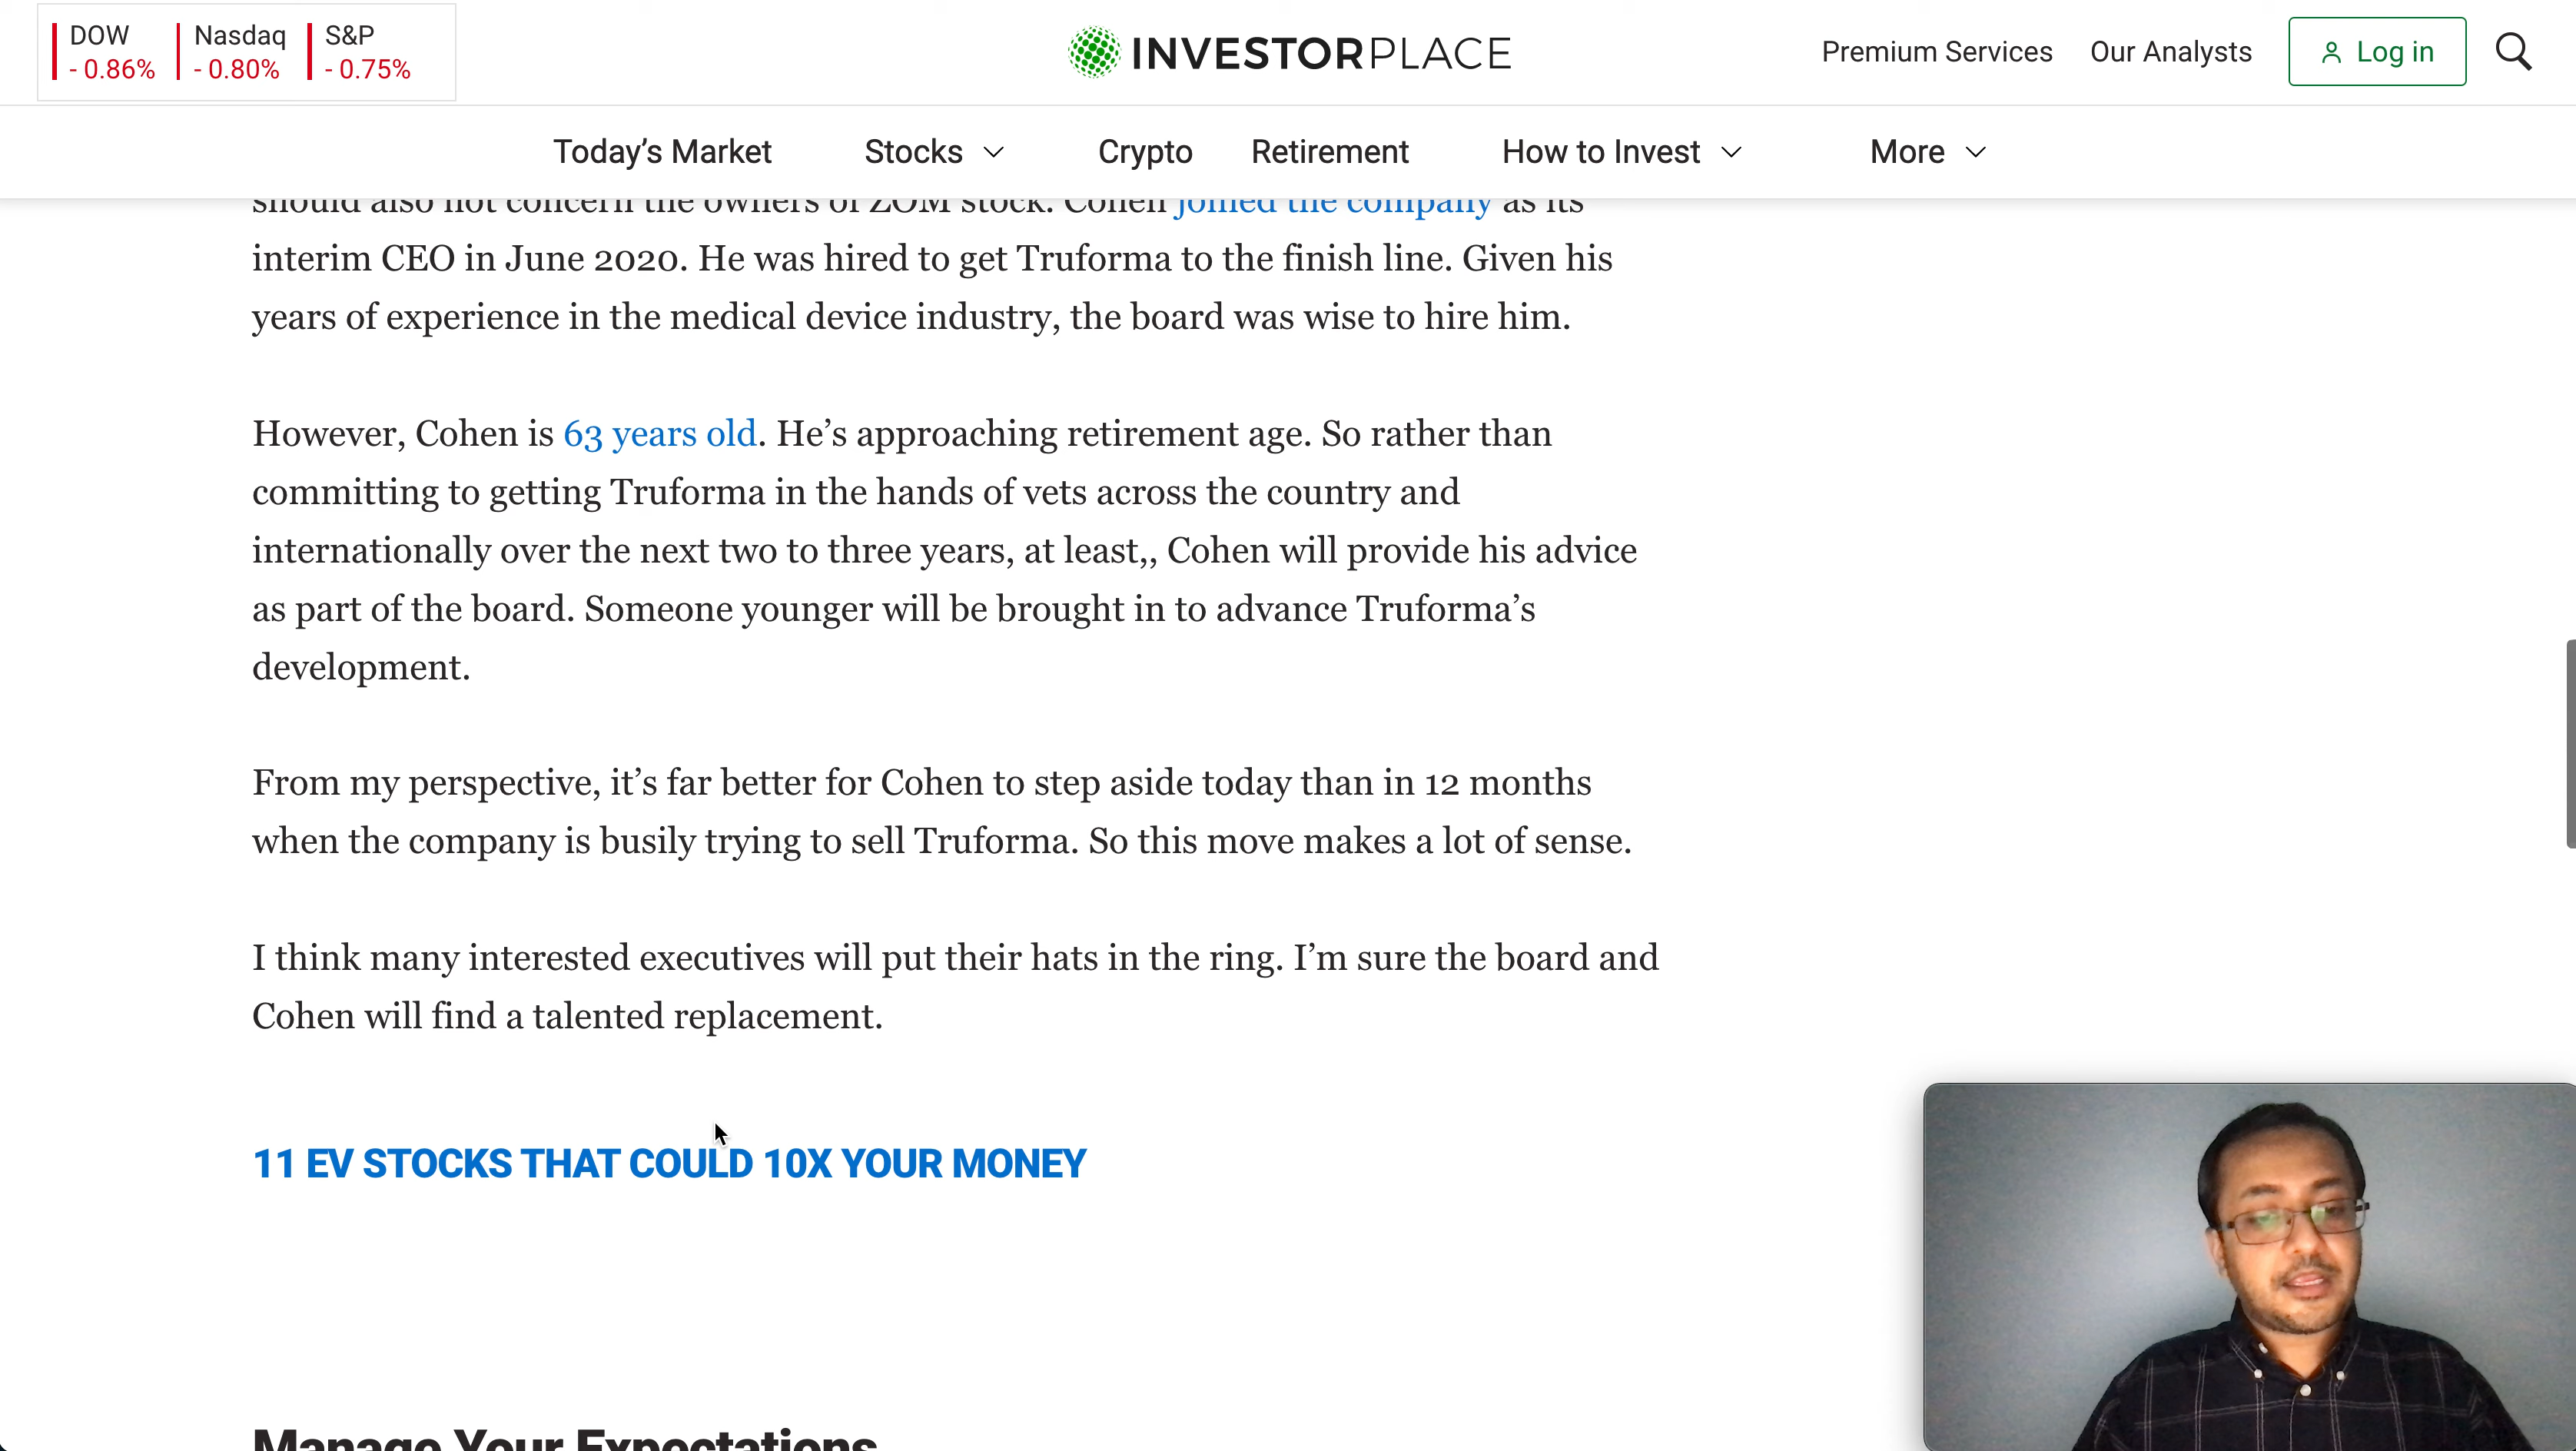 DOW
- 0.86%
Nasdaq
- 0.80%
S&P
- 0.75%
INVESTORPLACE
Premium Services
Our Analysts
Log in
Today’s Market
Stocks
Crypto
Retirement
How to Invest
More
should also not concern the owners of ZOM stock. Cohen joined the company as its
interim CEO in June 2020. He was hired to get Truforma to the finish line. Given his
years of experience in the medical device industry, the board was wise to hire him.
However, Cohen is 63 years old. He’s approaching retirement age. So rather than
committing to getting Truforma in the hands of vets across the country and
internationally over the next two to three years, at least,, Cohen will provide his advice
as part of the board. Someone younger will be brought in to advance Truforma’s
development.
From my perspective, it’s far better for Cohen to step aside today than in 12 months
when the company is busily trying to sell Truforma. So this move makes a lot of sense.
I think many interested executives will put their hats in the ring. I’m sure the board and
Cohen will find a talented replacement.
11 EV STOCKS THAT COULD 10X YOUR MONEY
Manage Your Expectations